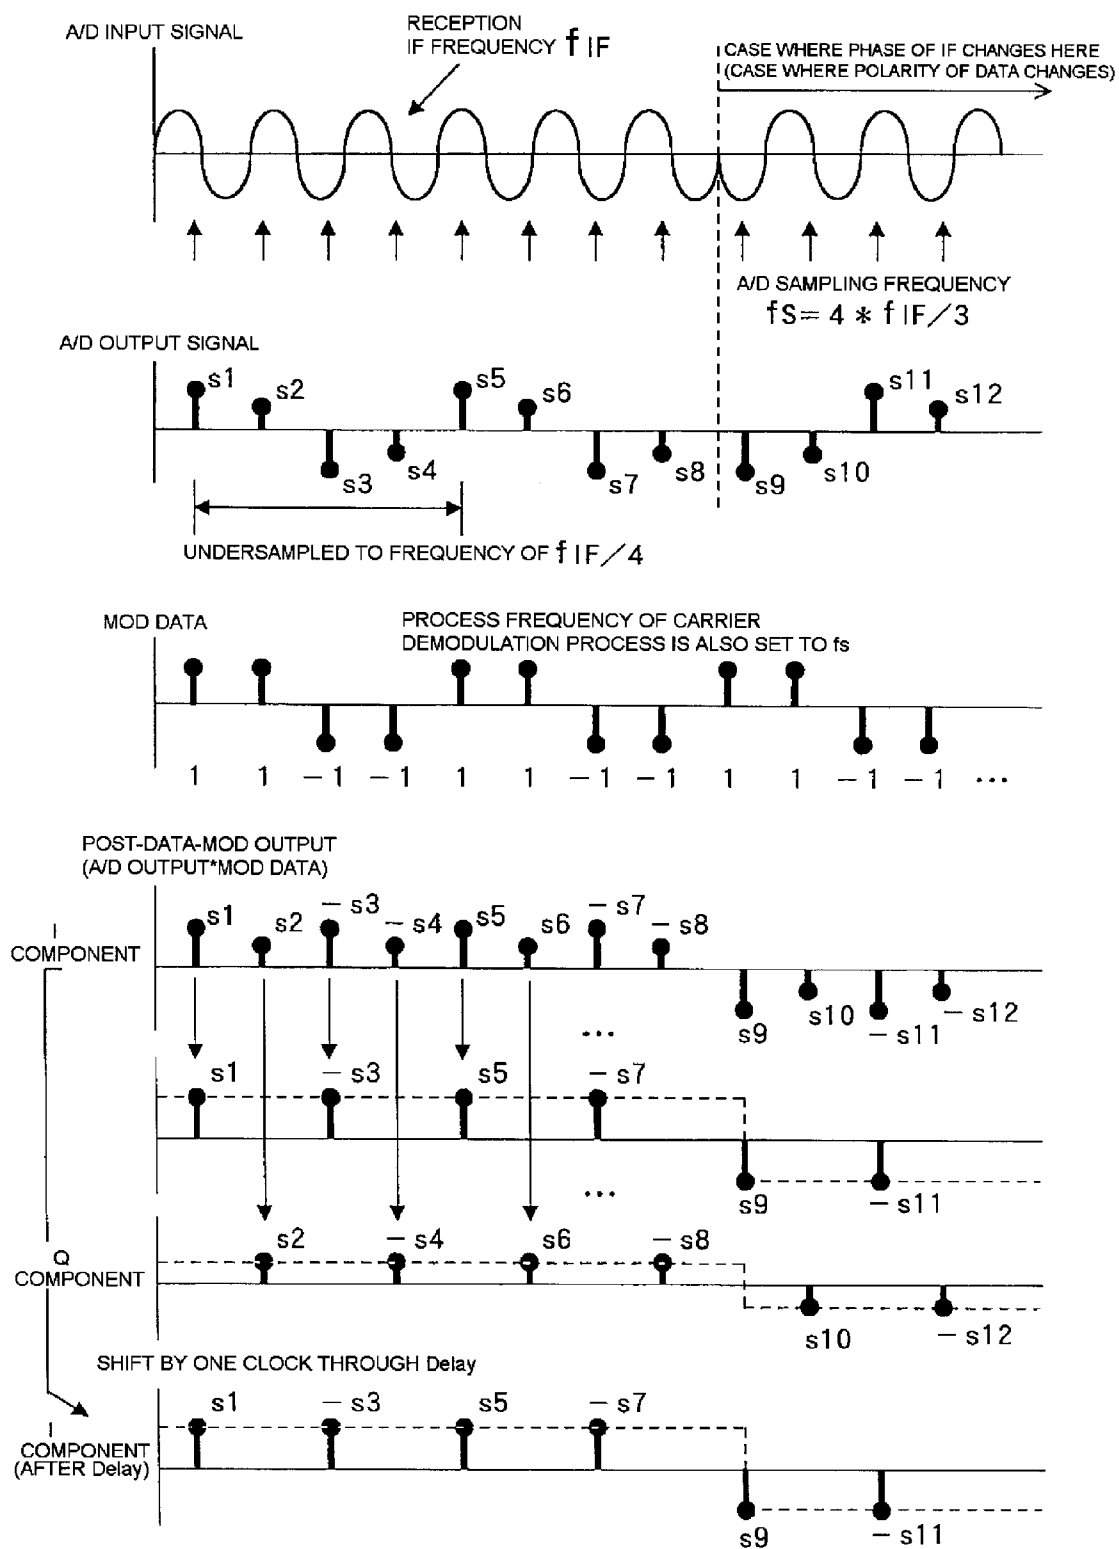 A/D INPUT SIGNAL
RECEPTION
IF FREQUENCY fIF
CASE WHERE PHASE OF IF CHANGES HERE
(CASE WHERE POLARITY OF DATA CHANGES)
A/D SAMPLING FREQUENCY
fS= 4 * fIF/3
A/D OUTPUT SIGNAL
s1 s2 s5 s6 s11 s12
s3 s4 s7 s8 s9 s10
UNDERSAMPLED TO FREQUENCY OF fIF/4
MOD DATA
PROCESS FREQUENCY OF CARRIER
DEMODULATION PROCESS IS ALSO SET TO fs
1 1 −1 −1 1 1 −1 −1 1 1 −1 −1 ...
POST-DATA-MOD OUTPUT
(A/D OUTPUT*MOD DATA)
s1 s2 −s3 −s4 s5 s6 −s7 −s8
I
COMPONENT
s9 s10 −s11 −s12
...
s1 −s3 s5 −s7
...
s9 −s11
s2 −s4 s6 −s8
Q
COMPONENT
s10 −s12
SHIFT BY ONE CLOCK THROUGH Delay
s1 −s3 s5 −s7
I
COMPONENT
(AFTER Delay)
s9 −s11